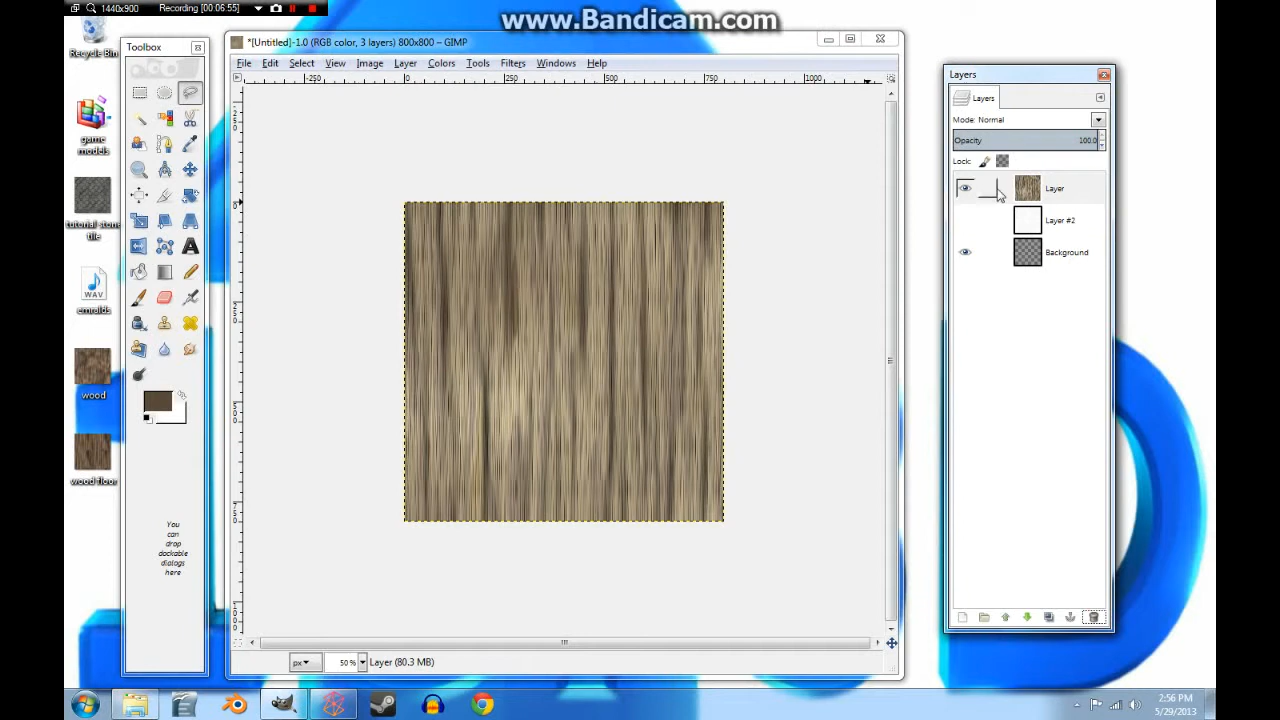 1440x900 Recording [00:06:55]
www.Bandicam.com
Recycle Bin
game
models
tutorial stone
tile
WAV
emralds
wood
wood floor
Toolbox
You
can
drop
dockable
dialogs
here
*[Untitled]-1.0 (RGB color, 3 layers) 800x800 – GIMP
File Edit Select View Image Layer Colors Tools Filters Windows Help
-250 0 250 500 750 1000
px 50% Layer (80.3 MB)
Layers
Layers
Mode: Normal
Opacity 100.0
Lock:
Layer
Layer #2
Background
2:56 PM
5/29/2013